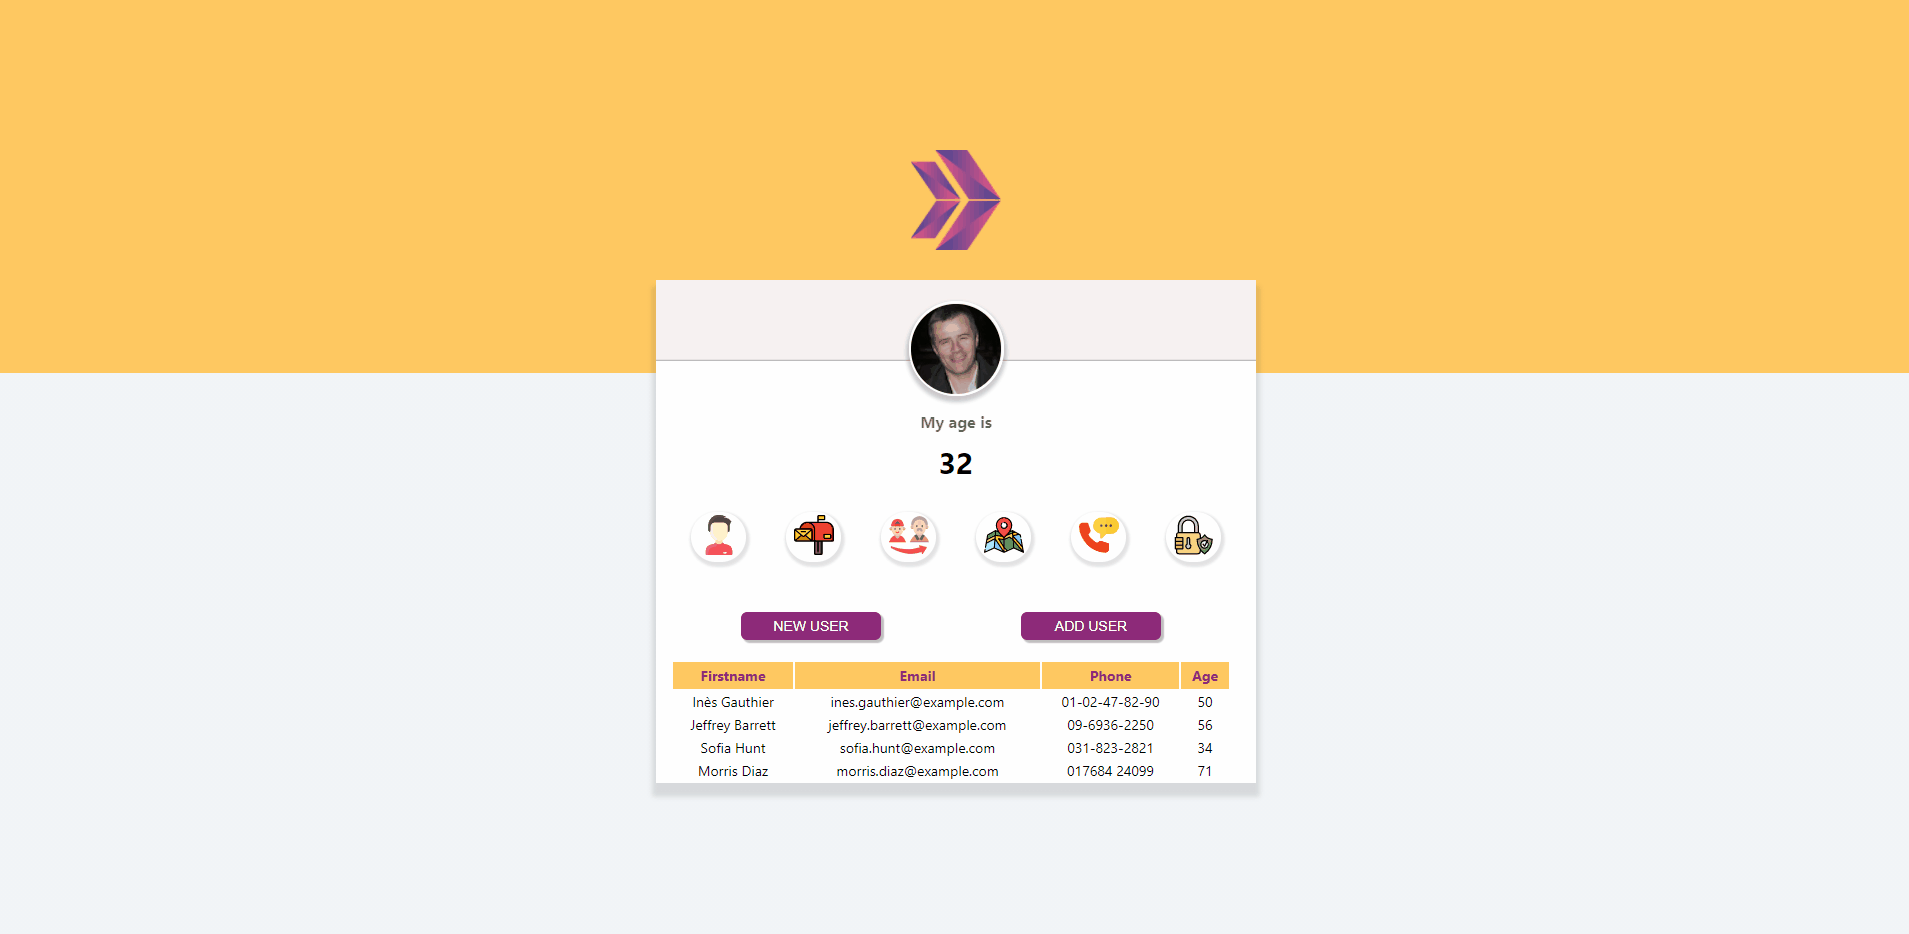 My age is
32
NEW USER ADD USER
Firstname Email Phone Age
Inès Gauthier ines.gauthier@example.com 01-02-47-82-90 50
Jeffrey Barrett jeffrey.barrett@example.com 09-6936-2250 56
Sofia Hunt sofia.hunt@example.com 031-823-2821 34
Morris Diaz morris.diaz@example.com 017684 24099 71